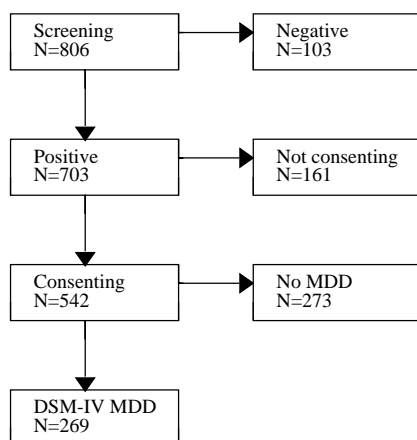 Screening
N=806
Negative
N=103
Positive
N=703
Not consenting
N=161
Consenting
N=542
No MDD
N=273
DSM-IV MDD
N=269